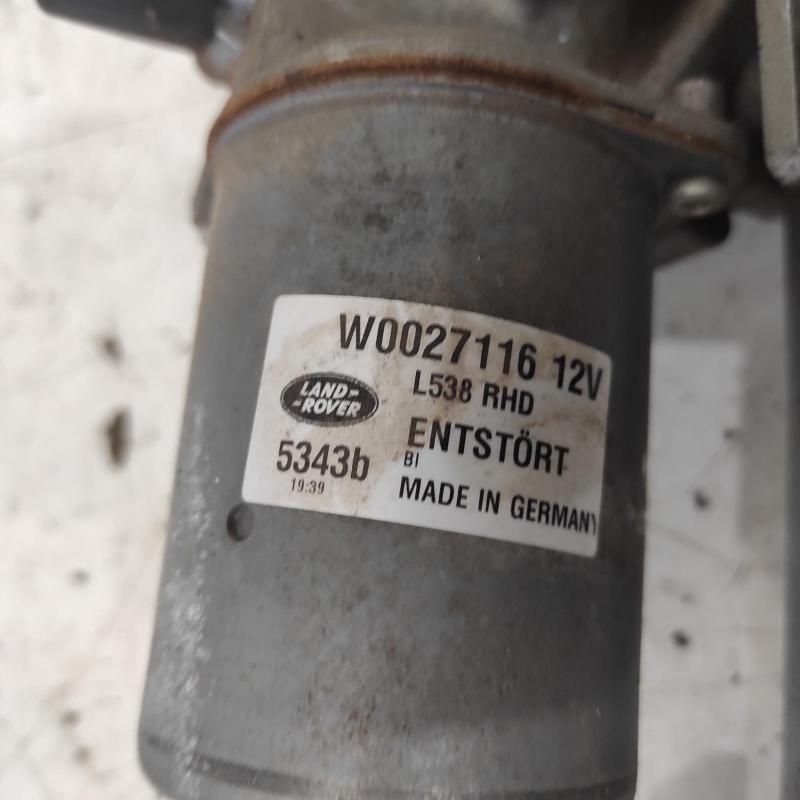 W0027116 12V
L538 RHD
LAND-
-ROVER
ENTSTÖRT
BI
5343b
19:39
MADE IN GERMANY